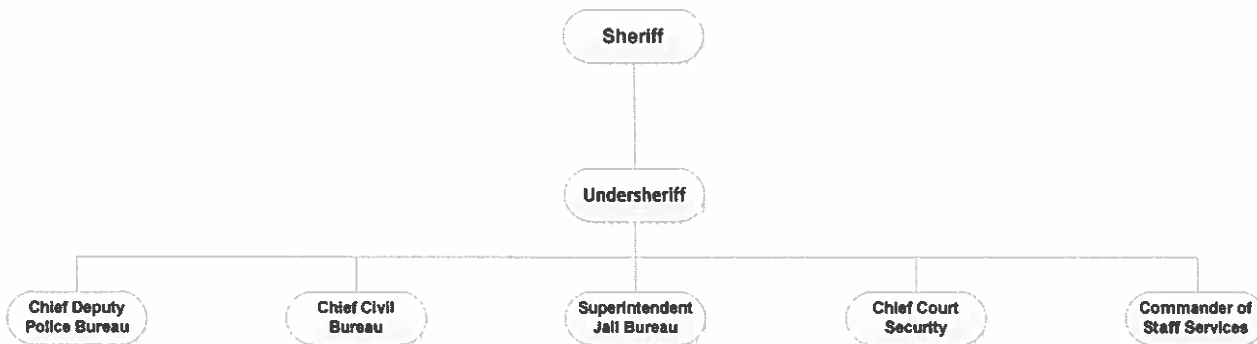 Sheriff
Undersheriff
Chief Deputy
Police Bureau
Chief Civil
Bureau
Superintendent
Jail Bureau
Chief Court
Security
Commander of
Staff Services